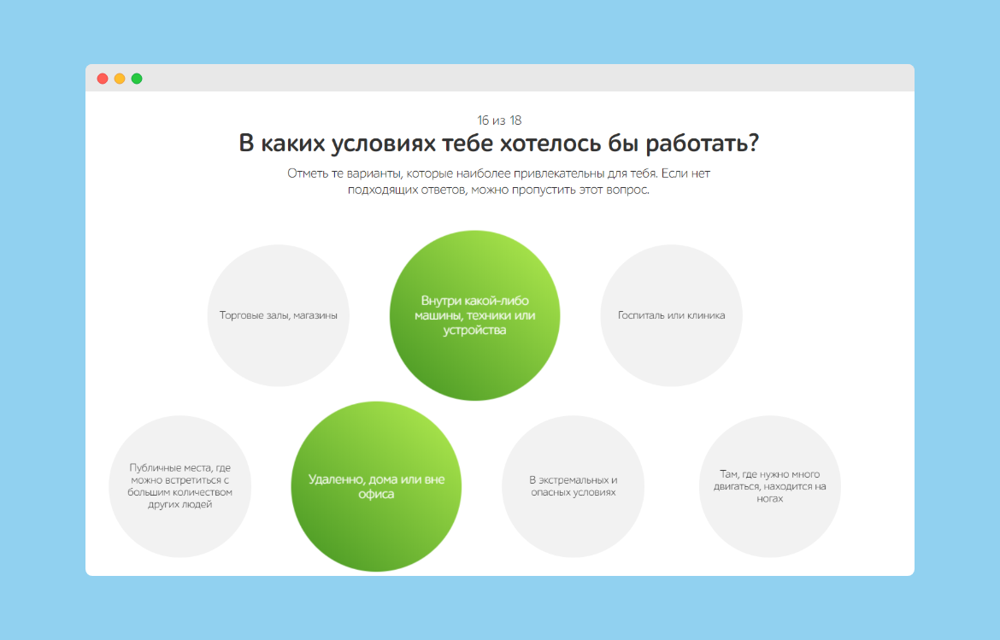 16 из 18
В каких условиях тебе хотелось бы работать?
Отметь те варианты, которые наиболее привлекательны для тебя. Если нет
подходящих ответов, можно пропустить этот вопрос.
Торговые залы, магазины
Внутри какой-либо
машины, техники или
устройства
Госпиталь или клиника
Публичные места, где
можно встретиться с
большим количеством
других людей
Удаленно, дома или вне
офиса
В экстремальных и
опасных условиях
Там, где нужно много
двигаться, находится на
ногах